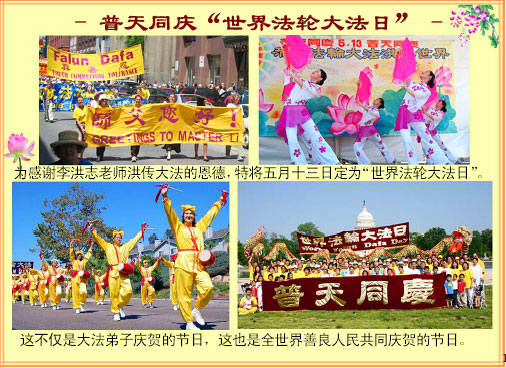 － 普天同庆“世界法轮大法日” －
Falun Dafa
TRUTH COMPASSION TOLERANCE
师父您好!
GREETINGS TO MASTER LI
普天同慶 5.13
法輪大法洪傳世界
为感谢李洪志老师洪传大法的恩德，特将五月十三日定为“世界法轮大法日”。
世界法輪大法日
World Falun Dafa Day
普天同慶
这不仅是大法弟子庆贺的节日，这也是全世界善良人民共同庆贺的节日。